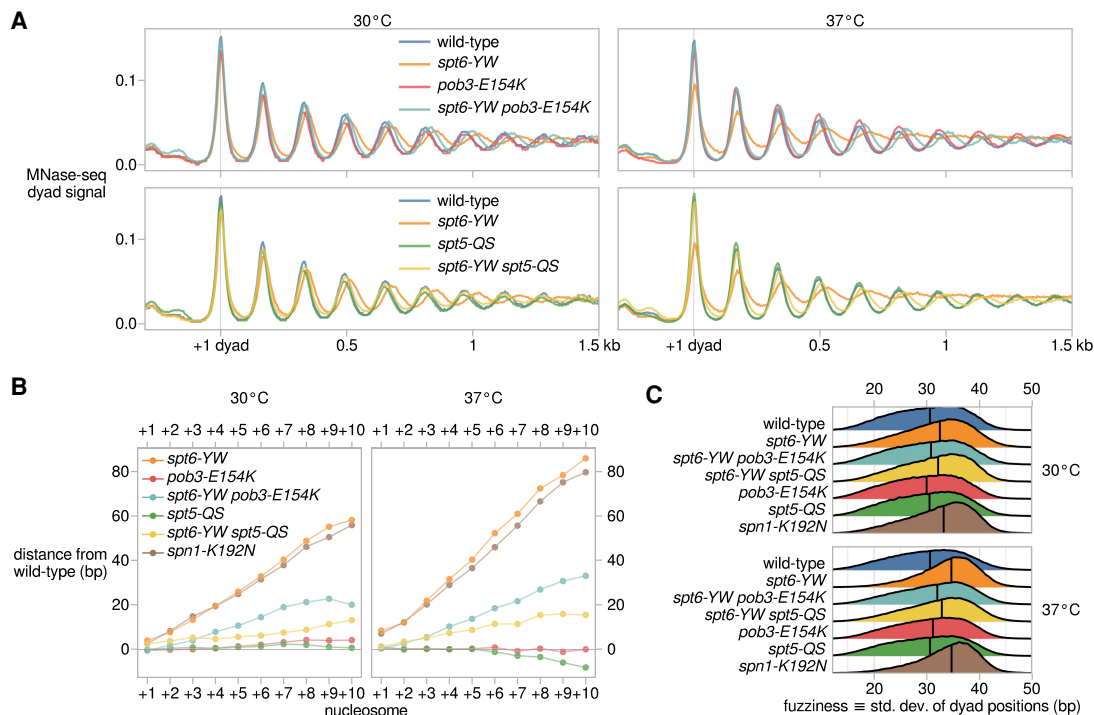 A
30°C
37°C
wild-type
spt6-YW
pob3-E154K
spt6-YW pob3-E154K
0.1
0.0
MNase-seq
dyad signal
wild-type
spt6-YW
spt5-QS
spt6-YW spt5-QS
0.1
0.0
+1 dyad 0.5 1 1.5 kb
+1 dyad 0.5 1 1.5 kb
B
30°C
37°C
+1 +2 +3 +4 +5 +6 +7 +8 +9 +10
+1 +2 +3 +4 +5 +6 +7 +8 +9 +10
spt6-YW
pob3-E154K
spt6-YW pob3-E154K
spt5-QS
spt6-YW spt5-QS
spn1-K192N
distance from
wild-type (bp)
80
60
40
20
0
80
60
40
20
0
+1 +2 +3 +4 +5 +6 +7 +8 +9 +10
+1 +2 +3 +4 +5 +6 +7 +8 +9 +10
nucleosome
C
20 30 40 50
wild-type
spt6-YW
spt6-YW pob3-E154K
spt6-YW spt5-QS
pob3-E154K
spt5-QS
spn1-K192N
30°C
wild-type
spt6-YW
spt6-YW pob3-E154K
spt6-YW spt5-QS
pob3-E154K
spt5-QS
spn1-K192N
37°C
20 30 40 50
fuzziness ≡ std. dev. of dyad positions (bp)